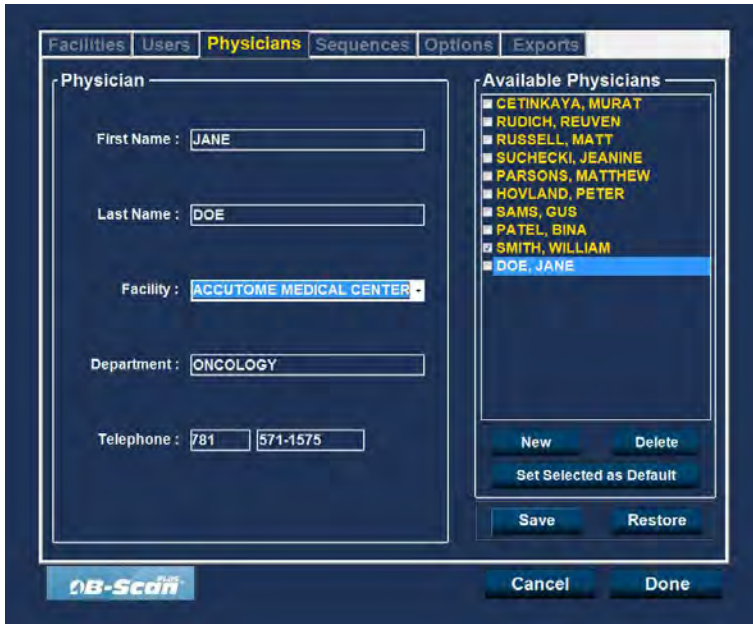 Facilities Users Physicians Sequences Options Exports
Physician
First Name : JANE
Last Name : DOE
Facility : ACCUTOME MEDICAL CENTER
Department : ONCOLOGY
Telephone : 781 571-1575
Available Physicians
CETINKAYA, MURAT
RUDICH, REUVEN
RUSSELL, MATT
SUCHECKI, JEANINE
PARSONS, MATTHEW
HOVLAND, PETER
SAMS, GUS
PATEL, BINA
SMITH, WILLIAM
DOE, JANE
New Delete
Set Selected as Default
Save Restore
B-Scan PLUS
Cancel Done